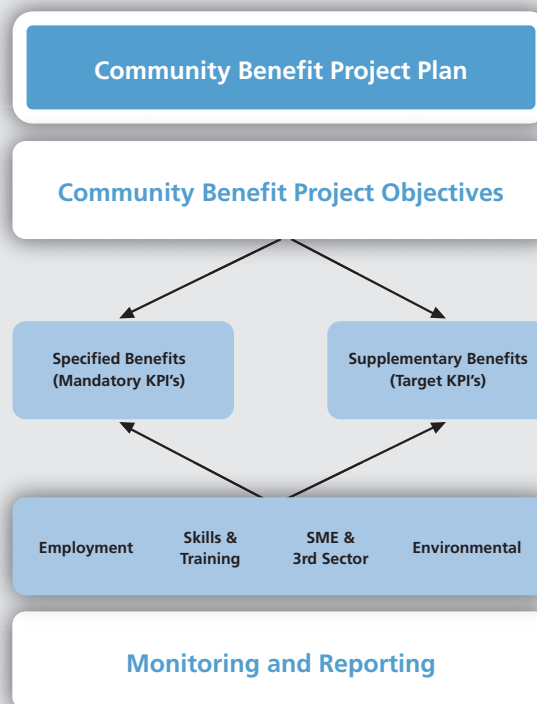 Community Benefit Project Plan
Community Benefit Project Objectives
Specified Benefits
(Mandatory KPI's)
Supplementary Benefits
(Target KPI's)
Employment
Skills &
Training
SME &
3rd Sector
Environmental
Monitoring and Reporting